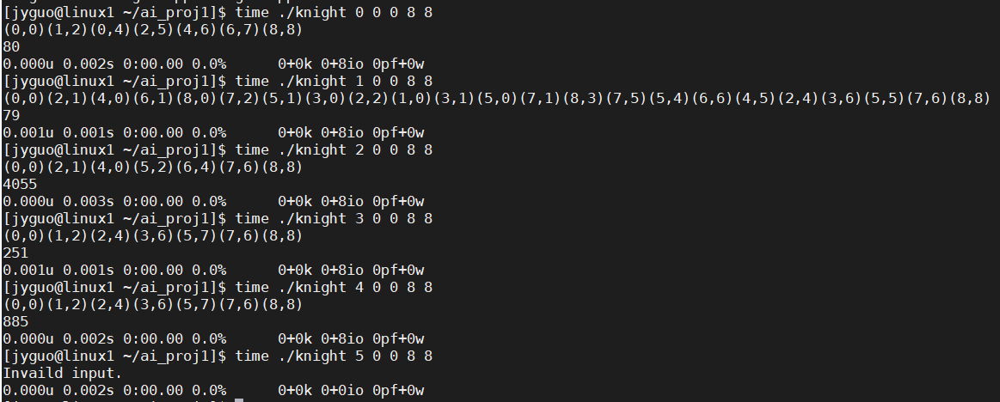 [jyguo@linux1 ~/ai_proj1]$ time ./knight 0 0 0 8 8
(0,0)(1,2)(0,4)(2,5)(4,6)(6,7)(8,8)
80
0.000u 0.002s 0:00.00 0.0%      0+0k 0+8io 0pf+0w
[jyguo@linux1 ~/ai_proj1]$ time ./knight 1 0 0 8 8
(0,0)(2,1)(4,0)(6,1)(8,0)(7,2)(5,1)(3,0)(2,2)(1,0)(3,1)(5,0)(7,1)(8,3)(7,5)(5,4)(6,6)(4,5)(2,4)(3,6)(5,5)(7,6)(8,8)
79
0.001u 0.001s 0:00.00 0.0%      0+0k 0+8io 0pf+0w
[jyguo@linux1 ~/ai_proj1]$ time ./knight 2 0 0 8 8
(0,0)(2,1)(4,0)(5,2)(6,4)(7,6)(8,8)
4055
0.000u 0.003s 0:00.00 0.0%      0+0k 0+8io 0pf+0w
[jyguo@linux1 ~/ai_proj1]$ time ./knight 3 0 0 8 8
(0,0)(1,2)(2,4)(3,6)(5,7)(7,6)(8,8)
251
0.001u 0.001s 0:00.00 0.0%      0+0k 0+8io 0pf+0w
[jyguo@linux1 ~/ai_proj1]$ time ./knight 4 0 0 8 8
(0,0)(1,2)(2,4)(3,6)(5,7)(7,6)(8,8)
885
0.000u 0.002s 0:00.00 0.0%      0+0k 0+8io 0pf+0w
[jyguo@linux1 ~/ai_proj1]$ time ./knight 5 0 0 8 8
Invaild input.
0.000u 0.002s 0:00.00 0.0%      0+0k 0+0io 0pf+0w